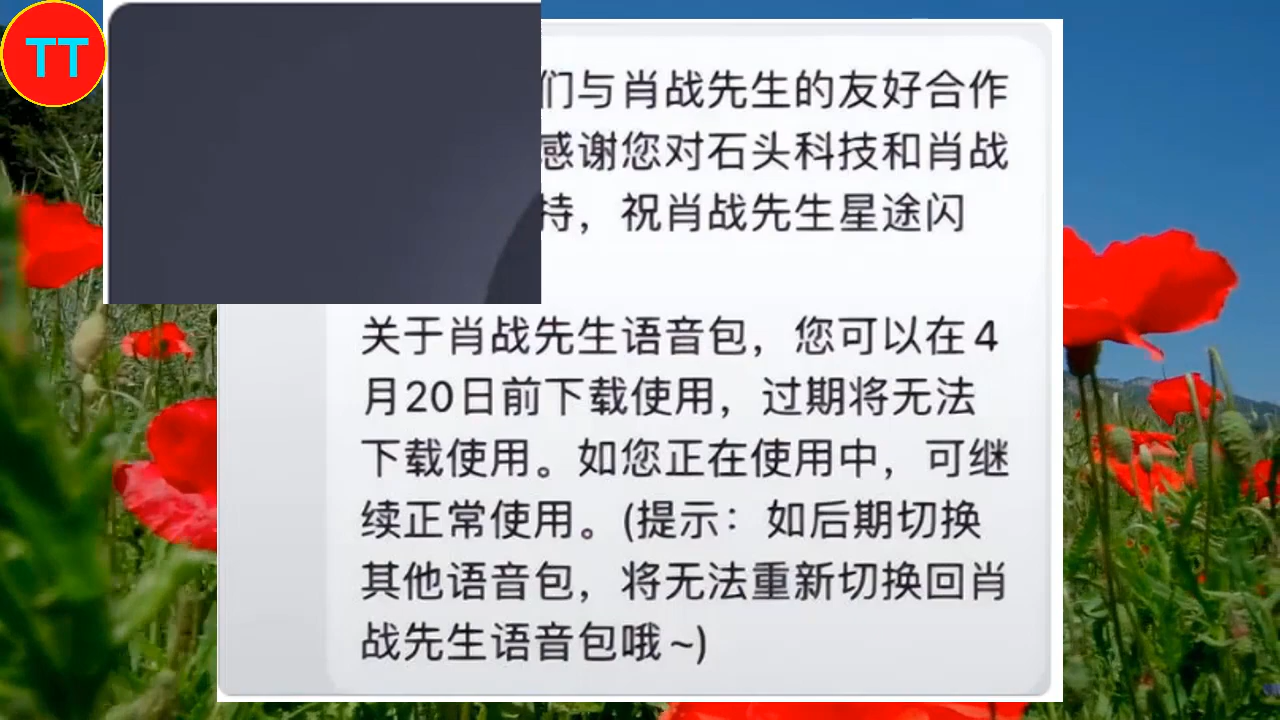 TT
们与肖战先生的友好合作
感谢您对石头科技和肖战
持，祝肖战先生星途闪
关于肖战先生语音包，您可以在4
月20日前下载使用，过期将无法
下载使用。如您正在使用中，可继
续正常使用。(提示：如后期切换
其他语音包，将无法重新切换回肖
战先生语音包哦~)